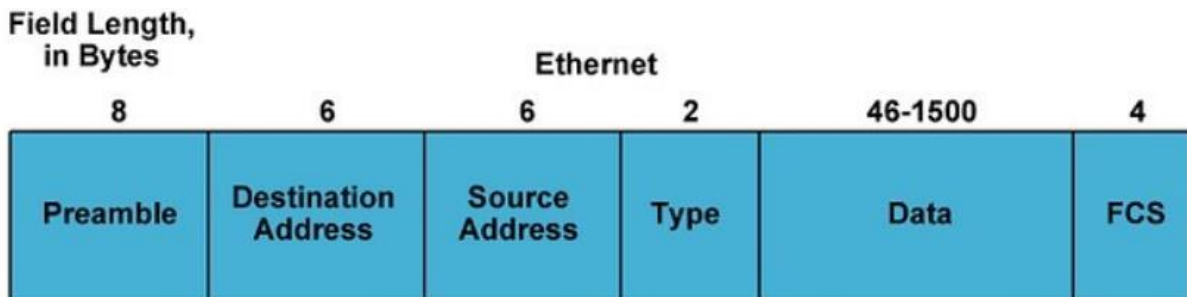 Field Length,
in Bytes
Ethernet
8 6 6 2 46-1500 4
Preamble
Destination
Address
Source
Address
Type
Data
FCS